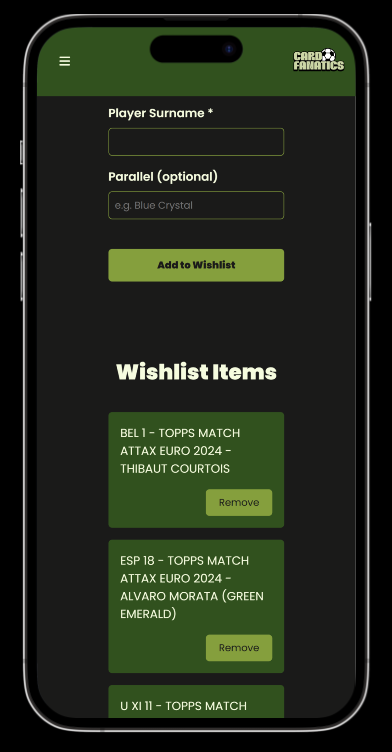 CARD
FANATICS
Player Surname *
Parallel (optional)
e.g. Blue Crystal
Add to Wishlist
Wishlist Items
BEL 1 - TOPPS MATCH
ATTAX EURO 2024 -
THIBAUT COURTOIS
Remove
ESP 18 - TOPPS MATCH
ATTAX EURO 2024 -
ALVARO MORATA (GREEN
EMERALD)
Remove
U XI 11 - TOPPS MATCH